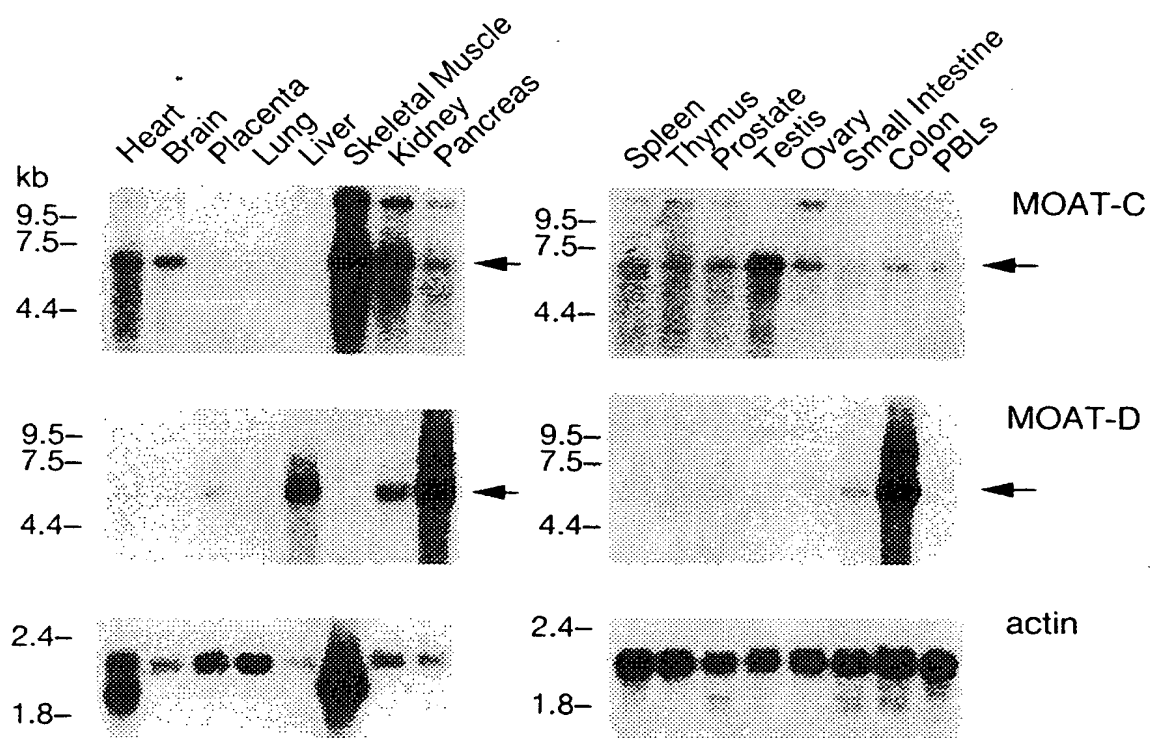 Heart
Brain
Placenta
Lung
Liver
Skeletal Muscle
Kidney
Pancreas
Spleen
Thymus
Prostate
Testis
Ovary
Small Intestine
Colon
PBLs
kb
9.5–
7.5–
4.4–
9.5–
7.5–
4.4–
MOAT-C
9.5–
7.5–
4.4–
9.5–
7.5–
4.4–
MOAT-D
2.4–
1.8–
2.4–
1.8–
actin